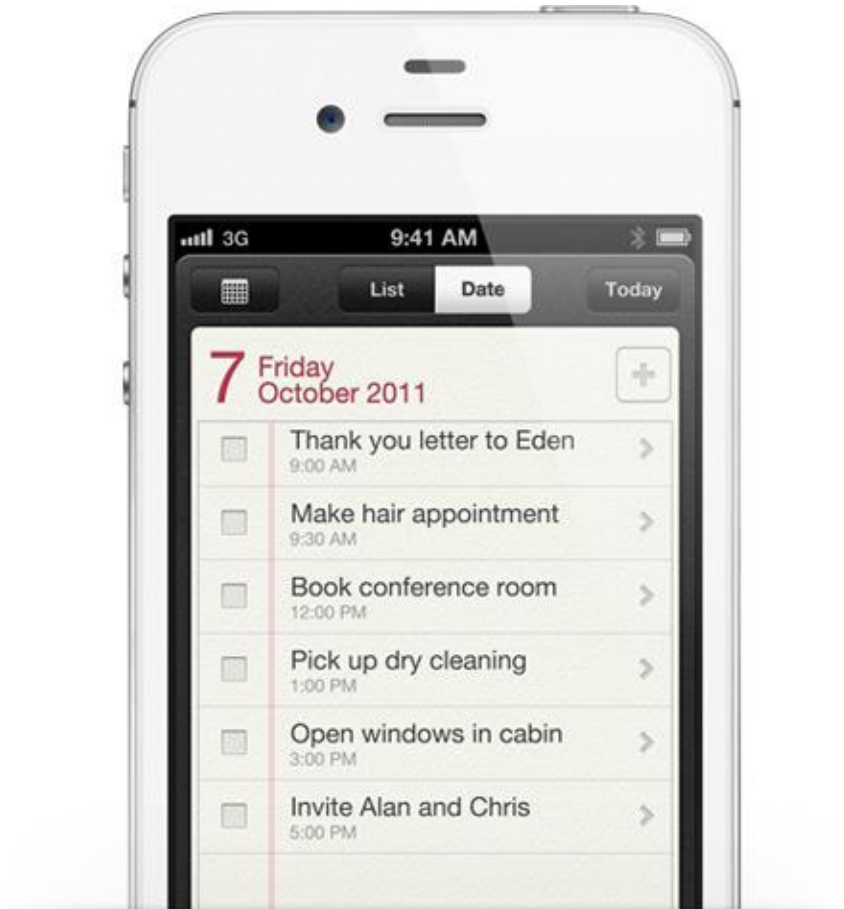 3G 9:41 AM
List Date Today
7 Friday
October 2011
Thank you letter to Eden
9:00 AM
Make hair appointment
9:30 AM
Book conference room
12:00 PM
Pick up dry cleaning
1:00 PM
Open windows in cabin
3:00 PM
Invite Alan and Chris
5:00 PM